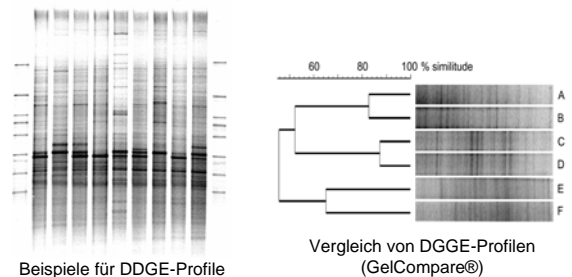 60 80 100 % similitude
A
B
C
D
E
F
Beispiele für DDGE-Profile
Vergleich von DGGE-Profilen
(GelCompare®)